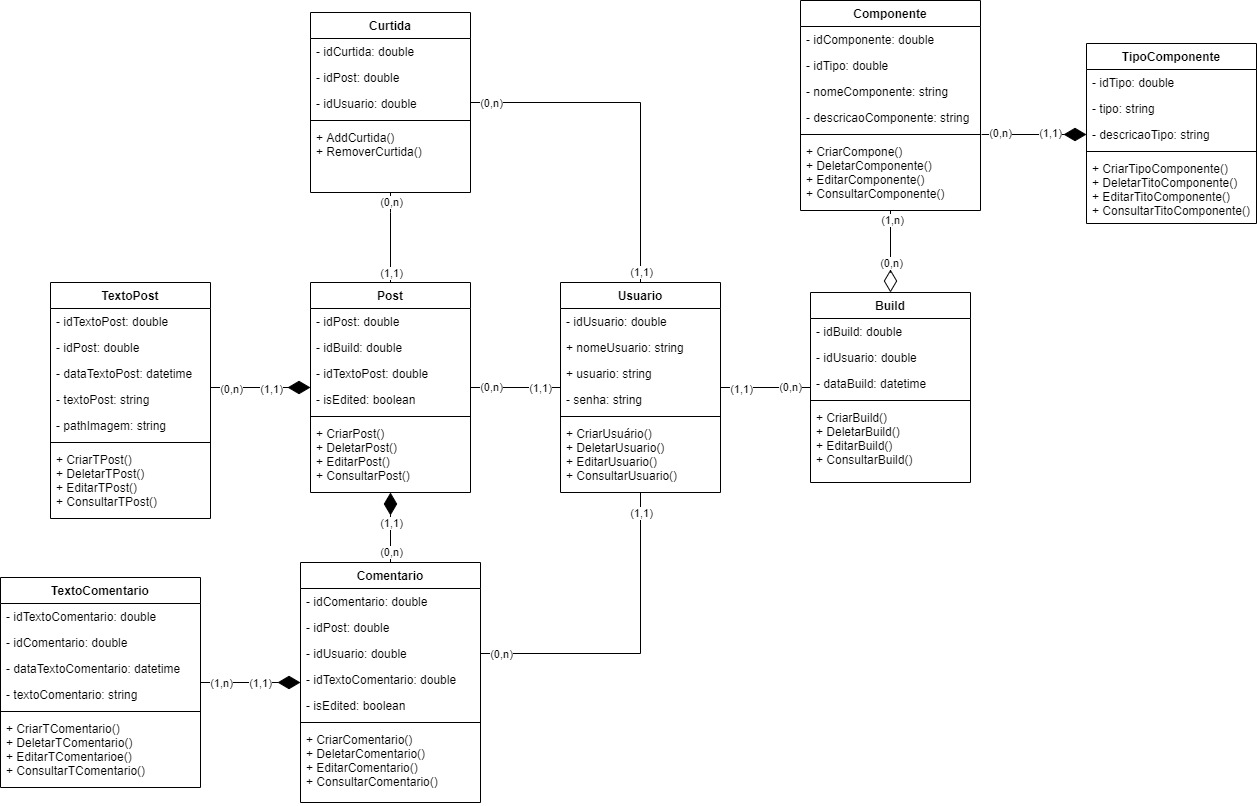 Curtida
- idCurtida: double
- idPost: double
- idUsuario: double
+ AddCurtida()
+ RemoverCurtida()
(0,n)
(0,n)
(1,1)
(1,1)
Componente
- idComponente: double
- idTipo: double
- nomeComponente: string
- descricaoComponente: string
+ CriarCompone()
+ DeletarComponente()
+ EditarComponente()
+ ConsultarComponente()
(0,n)
(1,1)
TipoComponente
- idTipo: double
- tipo: string
- descricaoTipo: string
+ CriarTipoComponente()
+ DeletarTitoComponente()
+ EditarTitoComponente()
+ ConsultarTitoComponente()
(1,n)
(0,n)
TextoPost
- idTextoPost: double
- idPost: double
- dataTextoPost: datetime
- textoPost: string
- pathImagem: string
+ CriarTPost()
+ DeletarTPost()
+ EditarTPost()
+ ConsultarTPost()
(0,n)
(1,1)
Post
- idPost: double
- idBuild: double
- idTextoPost: double
- isEdited: boolean
+ CriarPost()
+ DeletarPost()
+ EditarPost()
+ ConsultarPost()
(0,n)
(1,1)
Usuario
- idUsuario: double
+ nomeUsuario: string
+ usuario: string
- senha: string
+ CriarUsuário()
+ DeletarUsuario()
+ EditarUsuario()
+ ConsultarUsuario()
(1,1)
(0,n)
Build
- idBuild: double
- idUsuario: double
- dataBuild: datetime
+ CriarBuild()
+ DeletarBuild()
+ EditarBuild()
+ ConsultarBuild()
(1,1)
(0,n)
(1,1)
TextoComentario
- idTextoComentario: double
- idComentario: double
- dataTextoComentario: datetime
- textoComentario: string
+ CriarTComentario()
+ DeletarTComentario()
+ EditarTComentarioe()
+ ConsultarTComentario()
(1,n)
(1,1)
Comentario
- idComentario: double
- idPost: double
- idUsuario: double
- idTextoComentario: double
- isEdited: boolean
+ CriarComentario()
+ DeletarComentario()
+ EditarComentario()
+ ConsultarComentario()
(0,n)